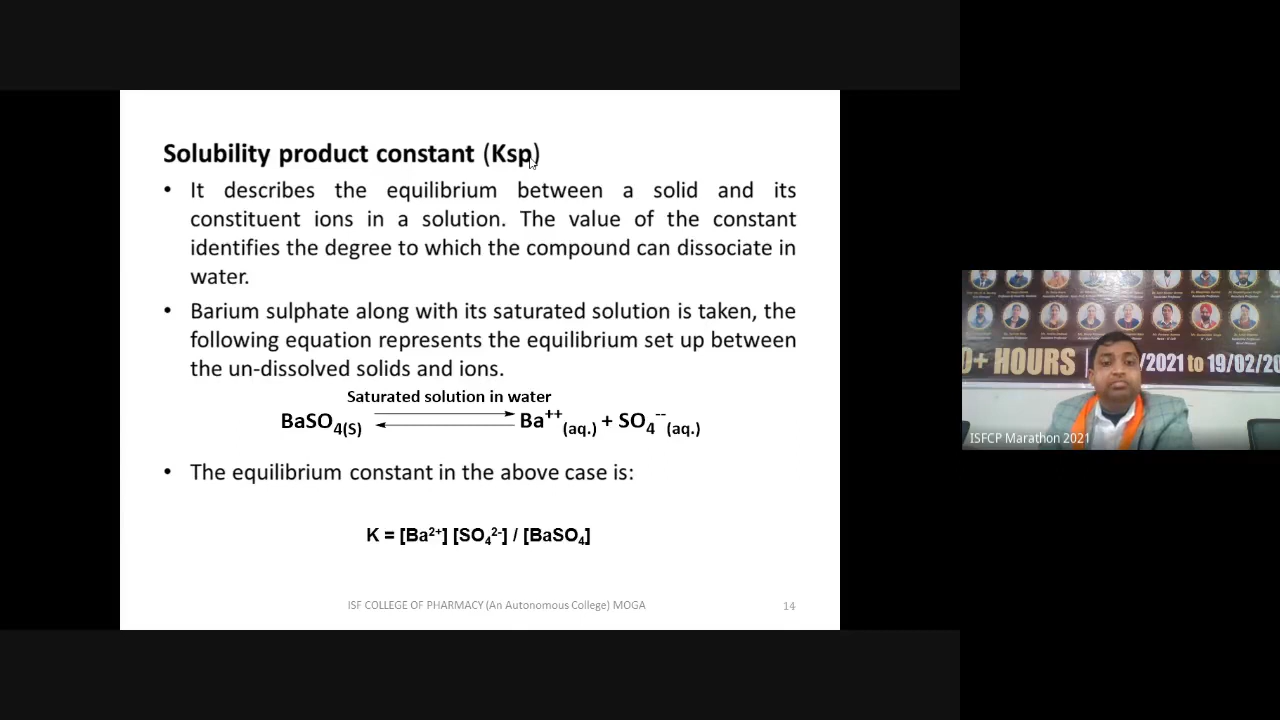 Solubility product constant (Ksp)
• It describes the equilibrium between a solid and its
constituent ions in a solution. The value of the constant
identifies the degree to which the compound can dissociate in
water.
• Barium sulphate along with its saturated solution is taken, the
following equation represents the equilibrium set up between
the un-dissolved solids and ions.
Saturated solution in water
BaSO4(S) ⇌ Ba++(aq.) + SO4--(aq.)
• The equilibrium constant in the above case is:
K = [Ba2+] [SO42-] / [BaSO4]
ISF COLLEGE OF PHARMACY (An Autonomous College) MOGA 14
0+ HOURS /2021 to 19/02/20
ISFCP Marathon 2021